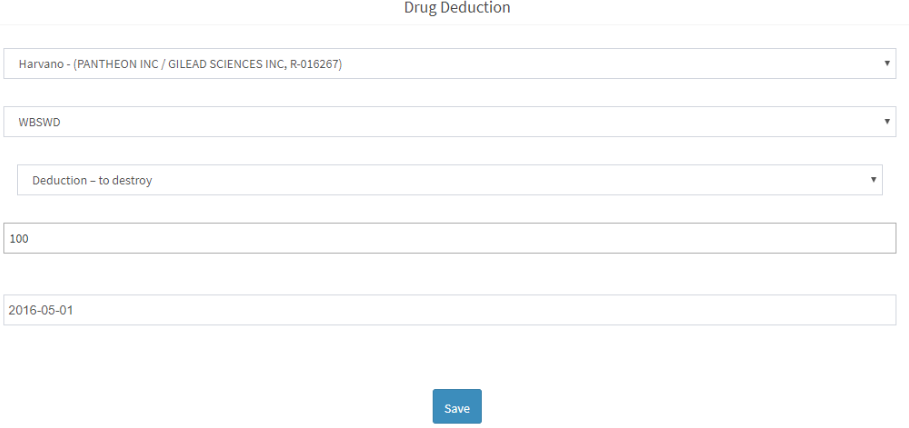 Drug Deduction
Harvano - (PANTHEON INC / GILEAD SCIENCES INC, R-016267)
WBSWD
Deduction – to destroy
100
2016-05-01
Save